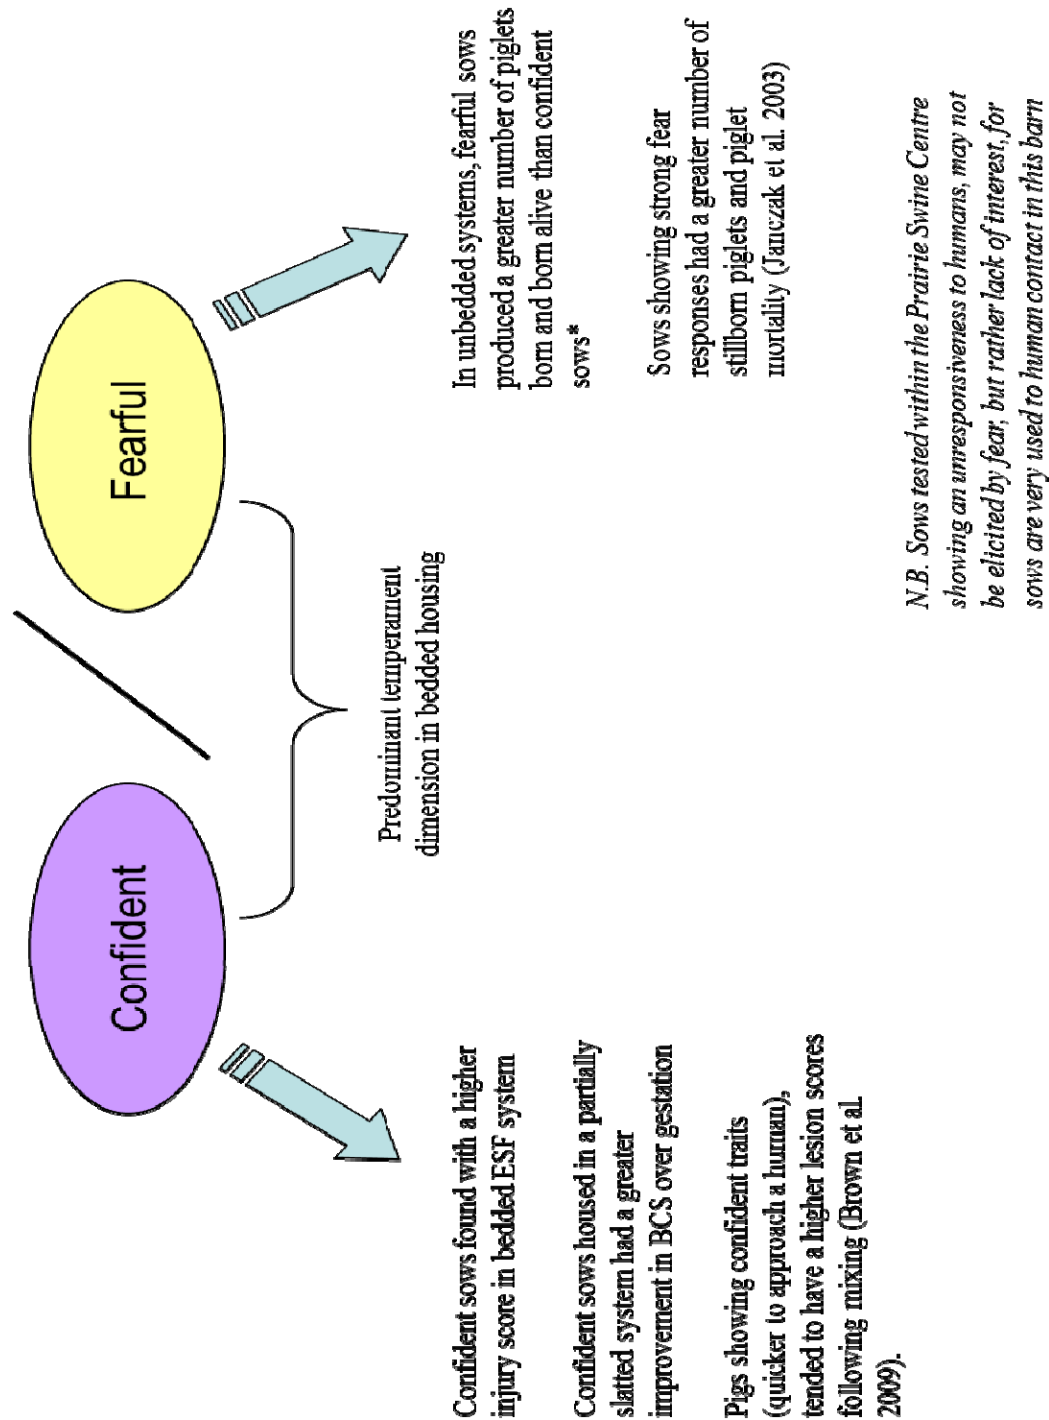 Confident
Fearful
Predominant temperament
dimension in bedded housing
Confident sows found with a higher
injury score in bedded ESF system
Confident sows housed in a partially
slatted system had a greater
improvement in BCS over gestation
Pigs showing confident traits
(quicker to approach a human),
tended to have a higher lesion scores
following mixing (Brown et al.
2009).
In unbedded systems, fearful sows
produced a greater number of piglets
born and born alive than confident
sows*
Sows showing strong fear
responses had a greater number of
stillborn piglets and piglet
mortality (Janczak et al. 2003)
N.B. Sows tested within the Prairie Swine Centre
showing an unresponsiveness to humans, may not
be elicited by fear, but rather lack of interest, for
sows are very used to human contact in this barn